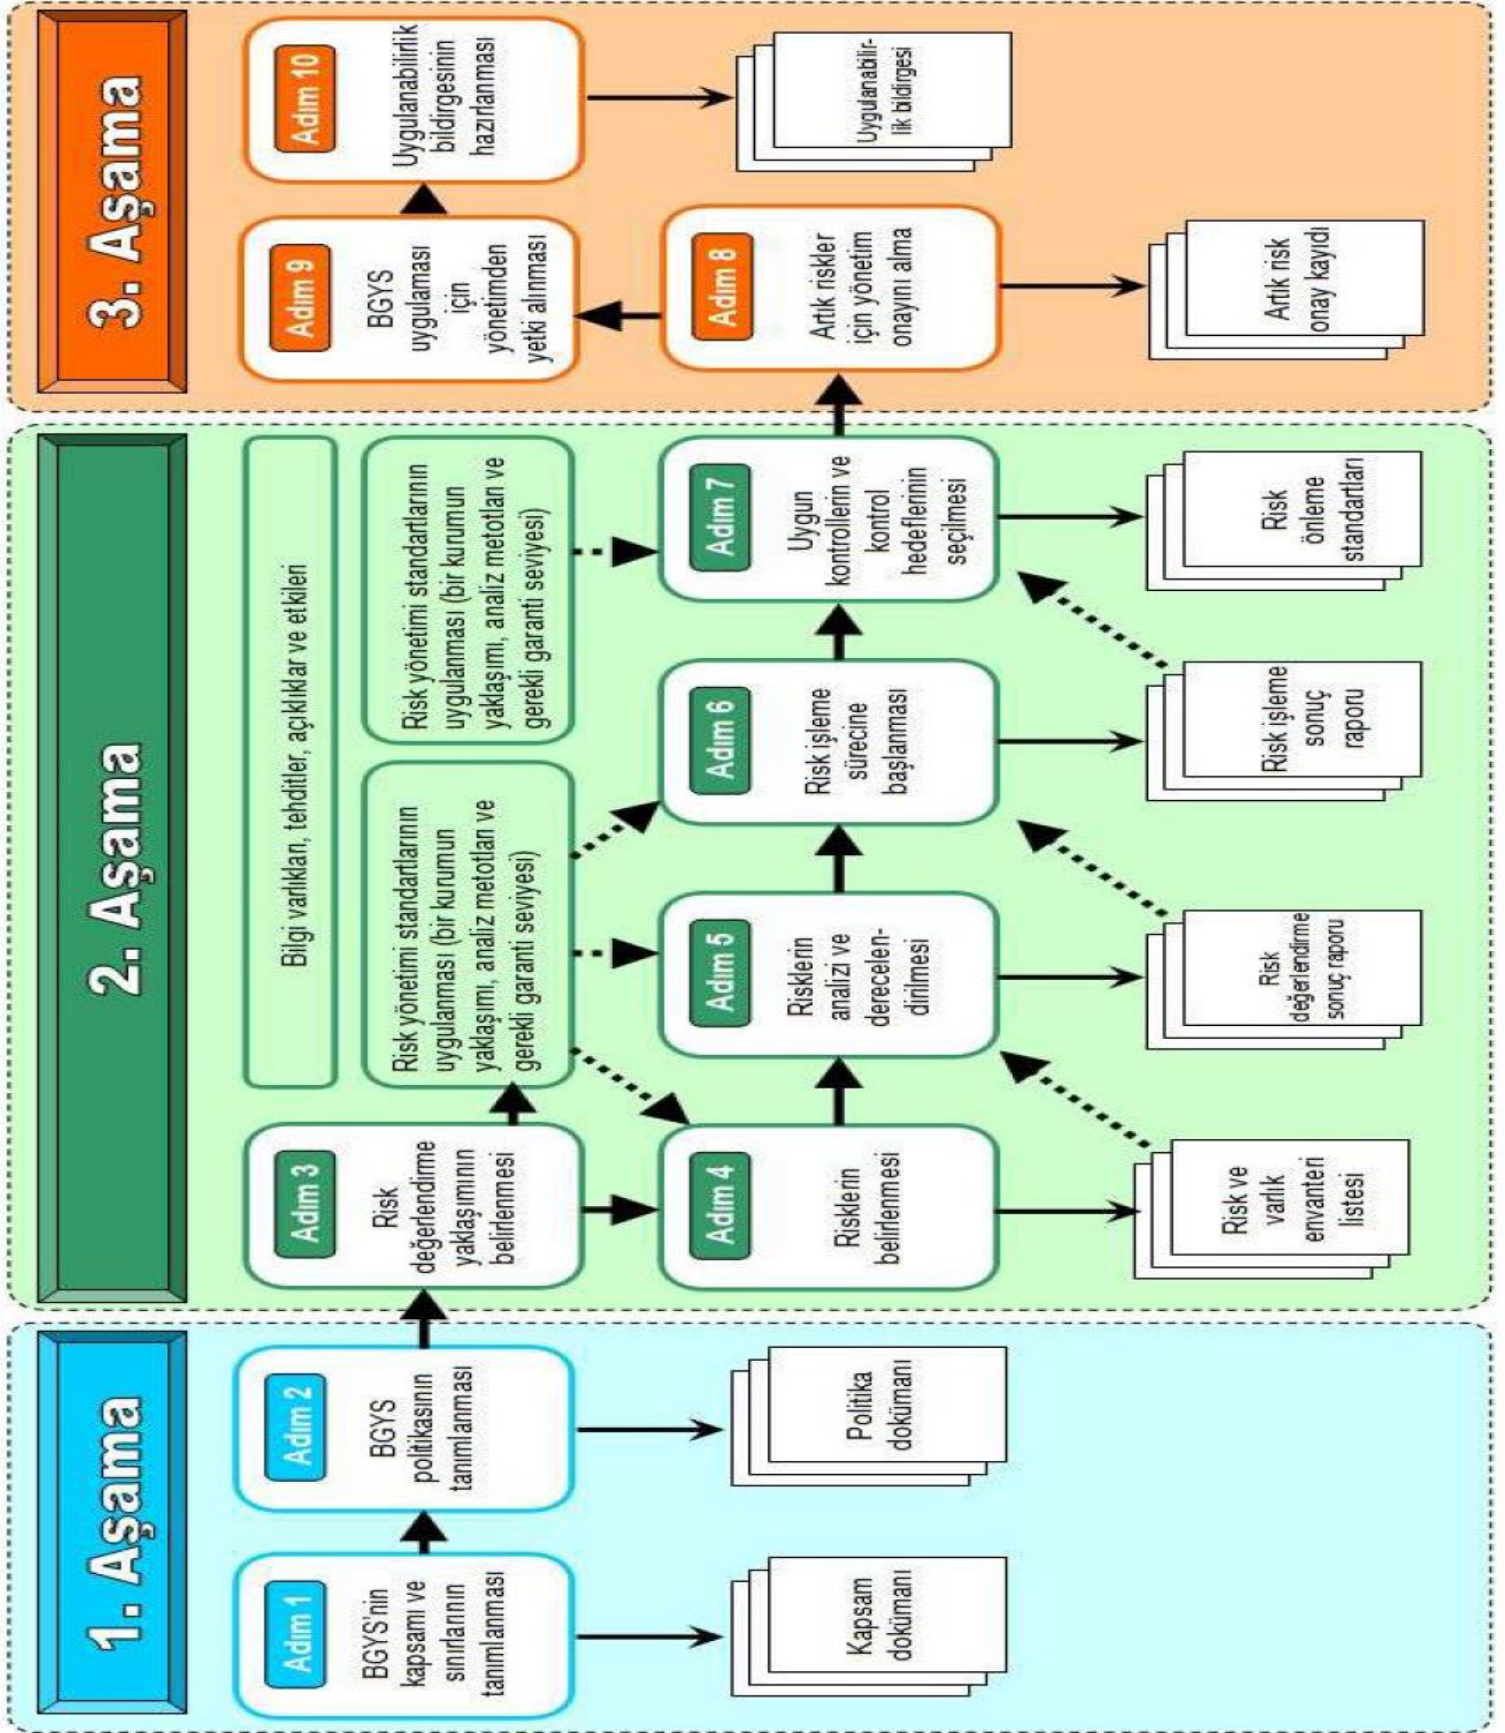 1. Aşama
Adım 1
BGYS'nin
kapsamı ve
sınırlarının
tanımlanması
Kapsam
dokümanı
Adım 2
BGYS
politikasının
tanımlanması
Politika
dokümanı
2. Aşama
Bilgi varlıkları, tehditler, açıklıklar ve etkileri
Adım 3
Risk
değerlendirme
yaklaşımının
belirlenmesi
Risk yönetimi standartlarının
uygulanması (bir kurumun
yaklaşımı, analiz metotları ve
gerekli garanti seviyesi)
Risk yönetimi standartlarının
uygulanması (bir kurumun
yaklaşımı, analiz metotları ve
gerekli garanti seviyesi)
Adım 4
Risklerin
belirlenmesi
Risk ve
varlık
envanteri
listesi
Adım 5
Risklerin
analizi ve
derecelen-
dirilmesi
Risk
değerlendirme
sonuç raporu
Adım 6
Risk işleme
sürecine
başlanması
Risk işleme
sonuç
raporu
Adım 7
Uygun
kontrollerin ve
kontrol
hedeflerinin
seçilmesi
Risk
önleme
standartları
3. Aşama
Adım 8
Artık riskler
için yönetim
onayını alma
Artık risk
onay kayıdı
Adım 9
BGYS
uygulaması
için
yönetimden
yetki alınması
Adım 10
Uygulanabilirlik
bildirgesinin
hazırlanması
Uygulanabilir-
lik bildirgesi